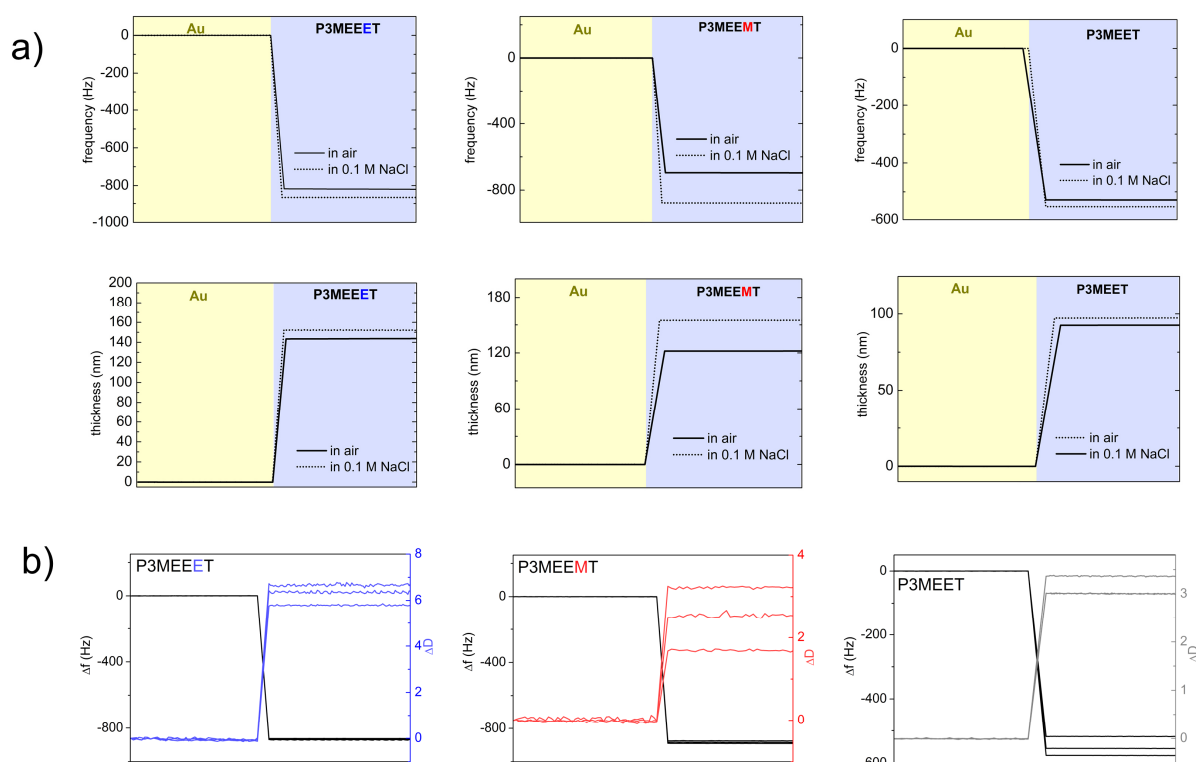 a)
Au
P3MEEET
0
-200
-400
-600
-800
-1000
frequency (Hz)
in air
in 0.1 M NaCl
Au
P3MEEMT
0
-400
-800
frequency (Hz)
in air
in 0.1 M NaCl
Au
P3MEET
0
-200
-400
-600
frequency (Hz)
in air
in 0.1 M NaCl
Au
P3MEEET
200
180
160
140
120
100
80
60
40
20
0
thickness (nm)
in air
in 0.1 M NaCl
Au
P3MEEMT
180
120
60
0
thickness (nm)
in air
in 0.1 M NaCl
Au
P3MEET
100
50
0
thickness (nm)
in air
in 0.1 M NaCl
b)
P3MEEET
0
-400
-800
Δf (Hz)
8
6
4
2
0
ΔD
P3MEEMT
0
-400
-800
Δf (Hz)
4
2
0
ΔD
P3MEET
0
-200
-400
-600
Δf (Hz)
3
2
1
0
ΔD